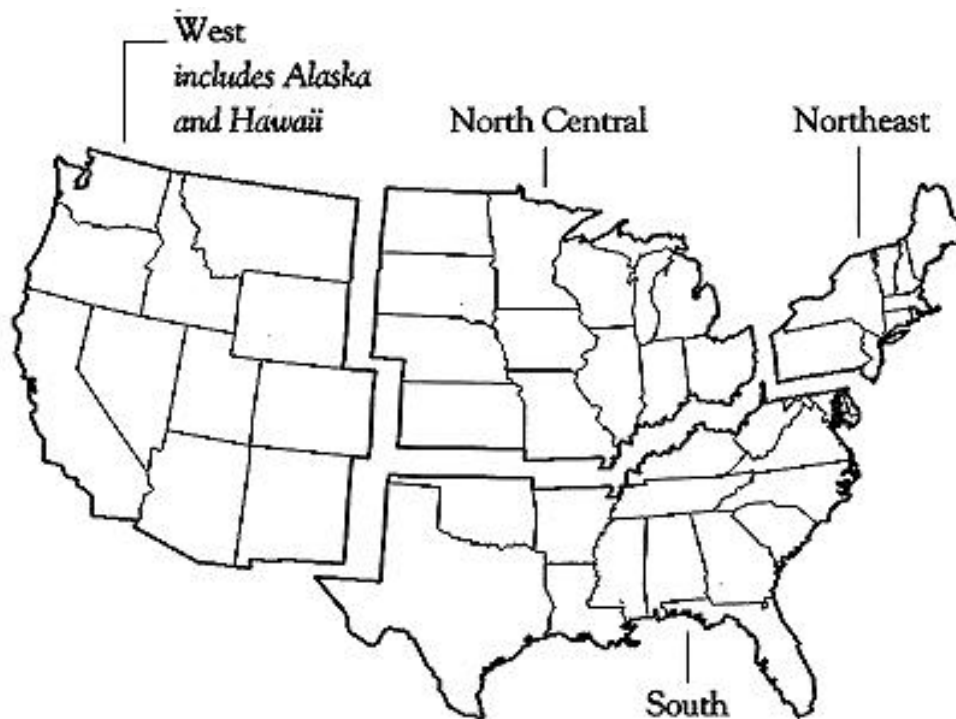 West
includes Alaska
and Hawaii
North Central
Northeast
South